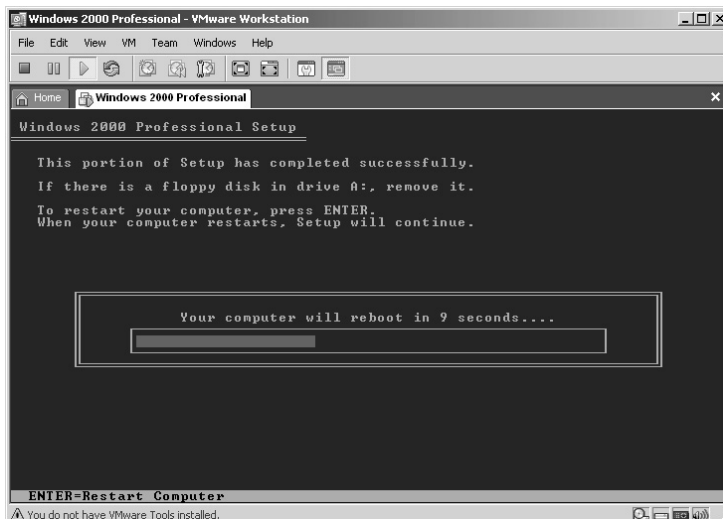 Windows 2000 Professional - VMware Workstation
File Edit View VM Team Windows Help
Home Windows 2000 Professional
Windows 2000 Professional Setup
This portion of Setup has completed successfully.
If there is a floppy disk in drive A:, remove it.
To restart your computer, press ENTER.
When your computer restarts, Setup will continue.
Your computer will reboot in 9 seconds....
ENTER=Restart Computer
You do not have VMware Tools installed.